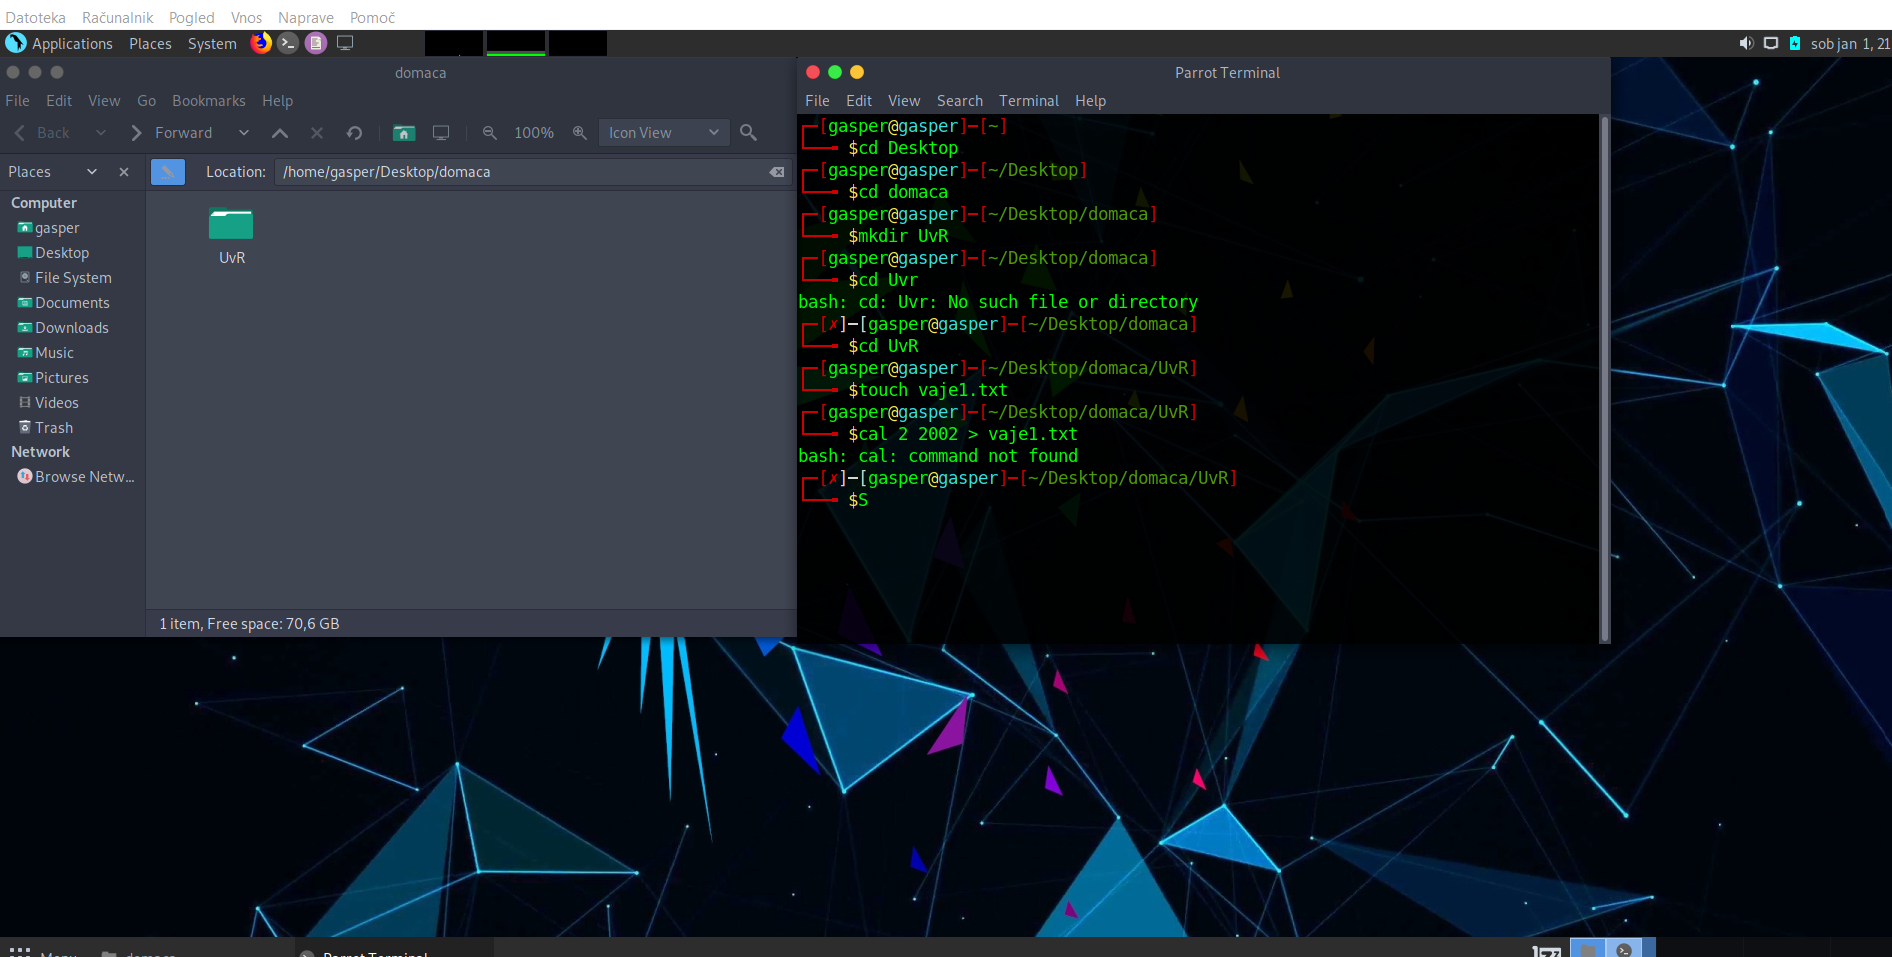 Datoteka Računalnik Pogled Vnos Naprave Pomoč
Applications Places System
sob jan 1, 21
domaca
File Edit View Go Bookmarks Help
Back Forward 100% Icon View
Places
Location: /home/gasper/Desktop/domaca
Computer
gasper
Desktop
File System
Documents
Downloads
Music
Pictures
Videos
Trash
Network
Browse Netw...
UvR
1 item, Free space: 70,6 GB
Parrot Terminal
File Edit View Search Terminal Help
[gasper@gasper]─[~]
$cd Desktop
[gasper@gasper]─[~/Desktop]
$cd domaca
[gasper@gasper]─[~/Desktop/domaca]
$mkdir UvR
[gasper@gasper]─[~/Desktop/domaca]
$cd Uvr
bash: cd: Uvr: No such file or directory
[✗]─[gasper@gasper]─[~/Desktop/domaca]
$cd UvR
[gasper@gasper]─[~/Desktop/domaca/UvR]
$touch vaje1.txt
[gasper@gasper]─[~/Desktop/domaca/UvR]
$cal 2 2002 > vaje1.txt
bash: cal: command not found
[✗]─[gasper@gasper]─[~/Desktop/domaca/UvR]
$S
Menu domaca Parrot Terminal